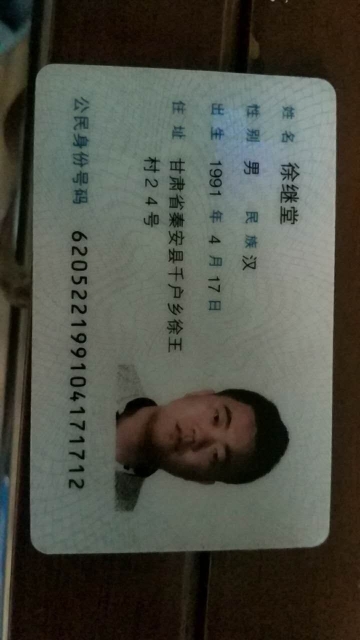 姓名 徐继堂
性别 男 民族 汉
出生 1991 年 4 月 17 日
住址 甘肃省秦安县千户乡徐王
村24号
公民身份号码 620522199104171712